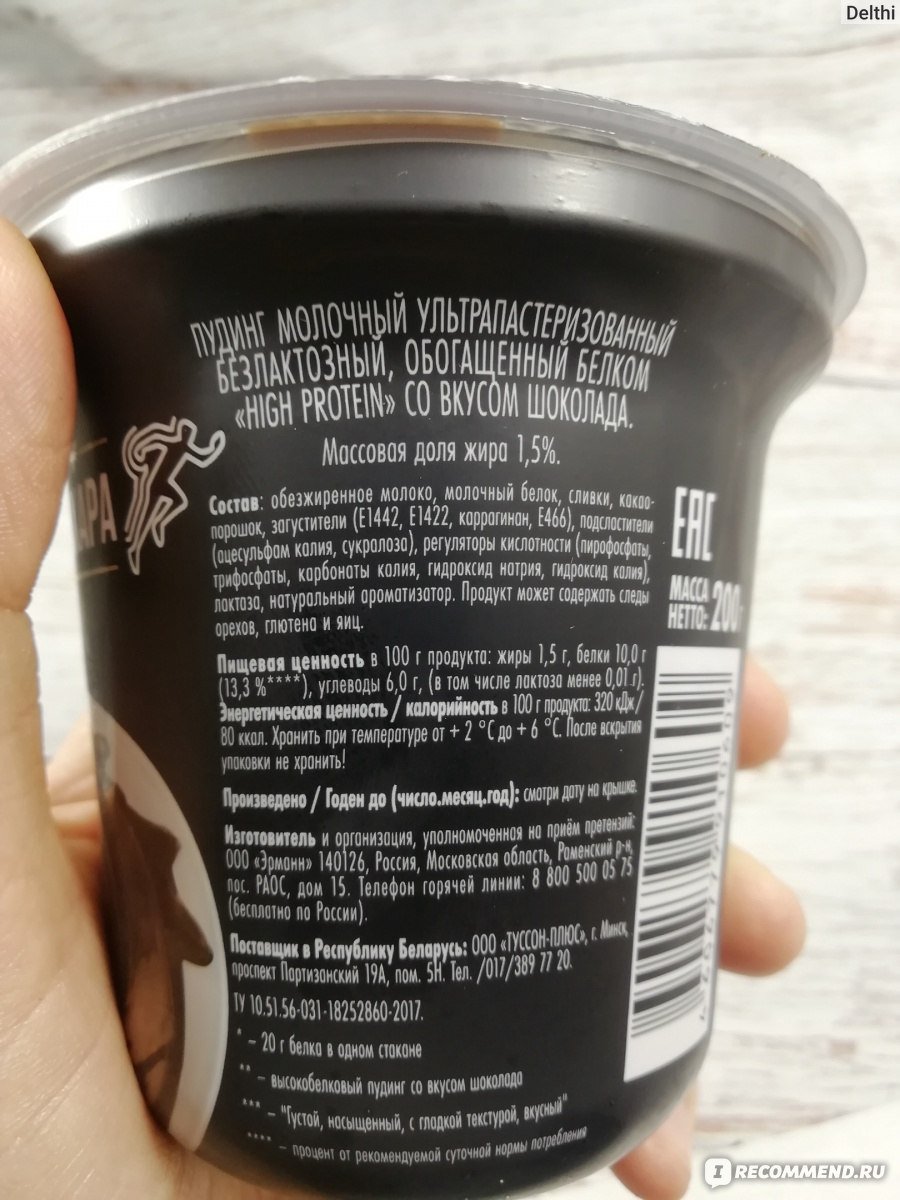 Delthi
ПУДИНГ МОЛОЧНЫЙ УЛЬТРАПАСТЕРИЗОВАННЫЙ
БЕЗЛАКТОЗНЫЙ, ОБОГАЩЕННЫЙ БЕЛКОМ
«HIGH PROTEIN» СО ВКУСОМ ШОКОЛАДА.
Массовая доля жира 1,5%.
АРА
Состав: обезжиренное молоко, молочный белок, сливки, какао-
порошок, загустители (Е1442, Е1422, каррагинан, Е466), подсластители
(ацесульфам калия, сукралоза), регуляторы кислотности (пирофосфаты,
трифосфаты, карбонаты калия, гидроксид натрия, гидроксид калия),
лактаза, натуральный ароматизатор. Продукт может содержать следы
орехов, глютена и яиц.
EAC
МАССА
НЕТТО: 200 г
Пищевая ценность в 100 г продукта: жиры 1,5 г, белки 10,0 г
(13,3 %****), углеводы 6,0 г, (в том числе лактоза менее 0,01 г).
Энергетическая ценность / калорийность в 100 г продукта: 320 кДж /
80 ккал. Хранить при температуре от + 2 °С до + 6 °С. После вскрытия
упаковки не хранить!
Произведено / Годен до (число.месяц.год): смотри дату на крышке.
Изготовитель и организация, уполномоченная на приём претензий:
ООО «Эрманн» 140126, Россия, Московская область, Раменский р-н,
пос. РАОС, дом 15. Телефон горячей линии: 8 800 500 05 75
(бесплатно по России).
Поставщик в Республику Беларусь: ООО «ТУССОН-ПЛЮС», г. Минск,
проспект Партизанский 19А, пом. 5Н. Тел. /017/389 77 20.
ТУ 10.51.56-031-18252860-2017.
* – 20 г белка в одном стакане
** – высокобелковый пудинг со вкусом шоколада
*** – "Густой, насыщенный, с гладкой текстурой, вкусный"
**** – процент от рекомендуемой суточной нормы потребления
IRECOMMEND.RU